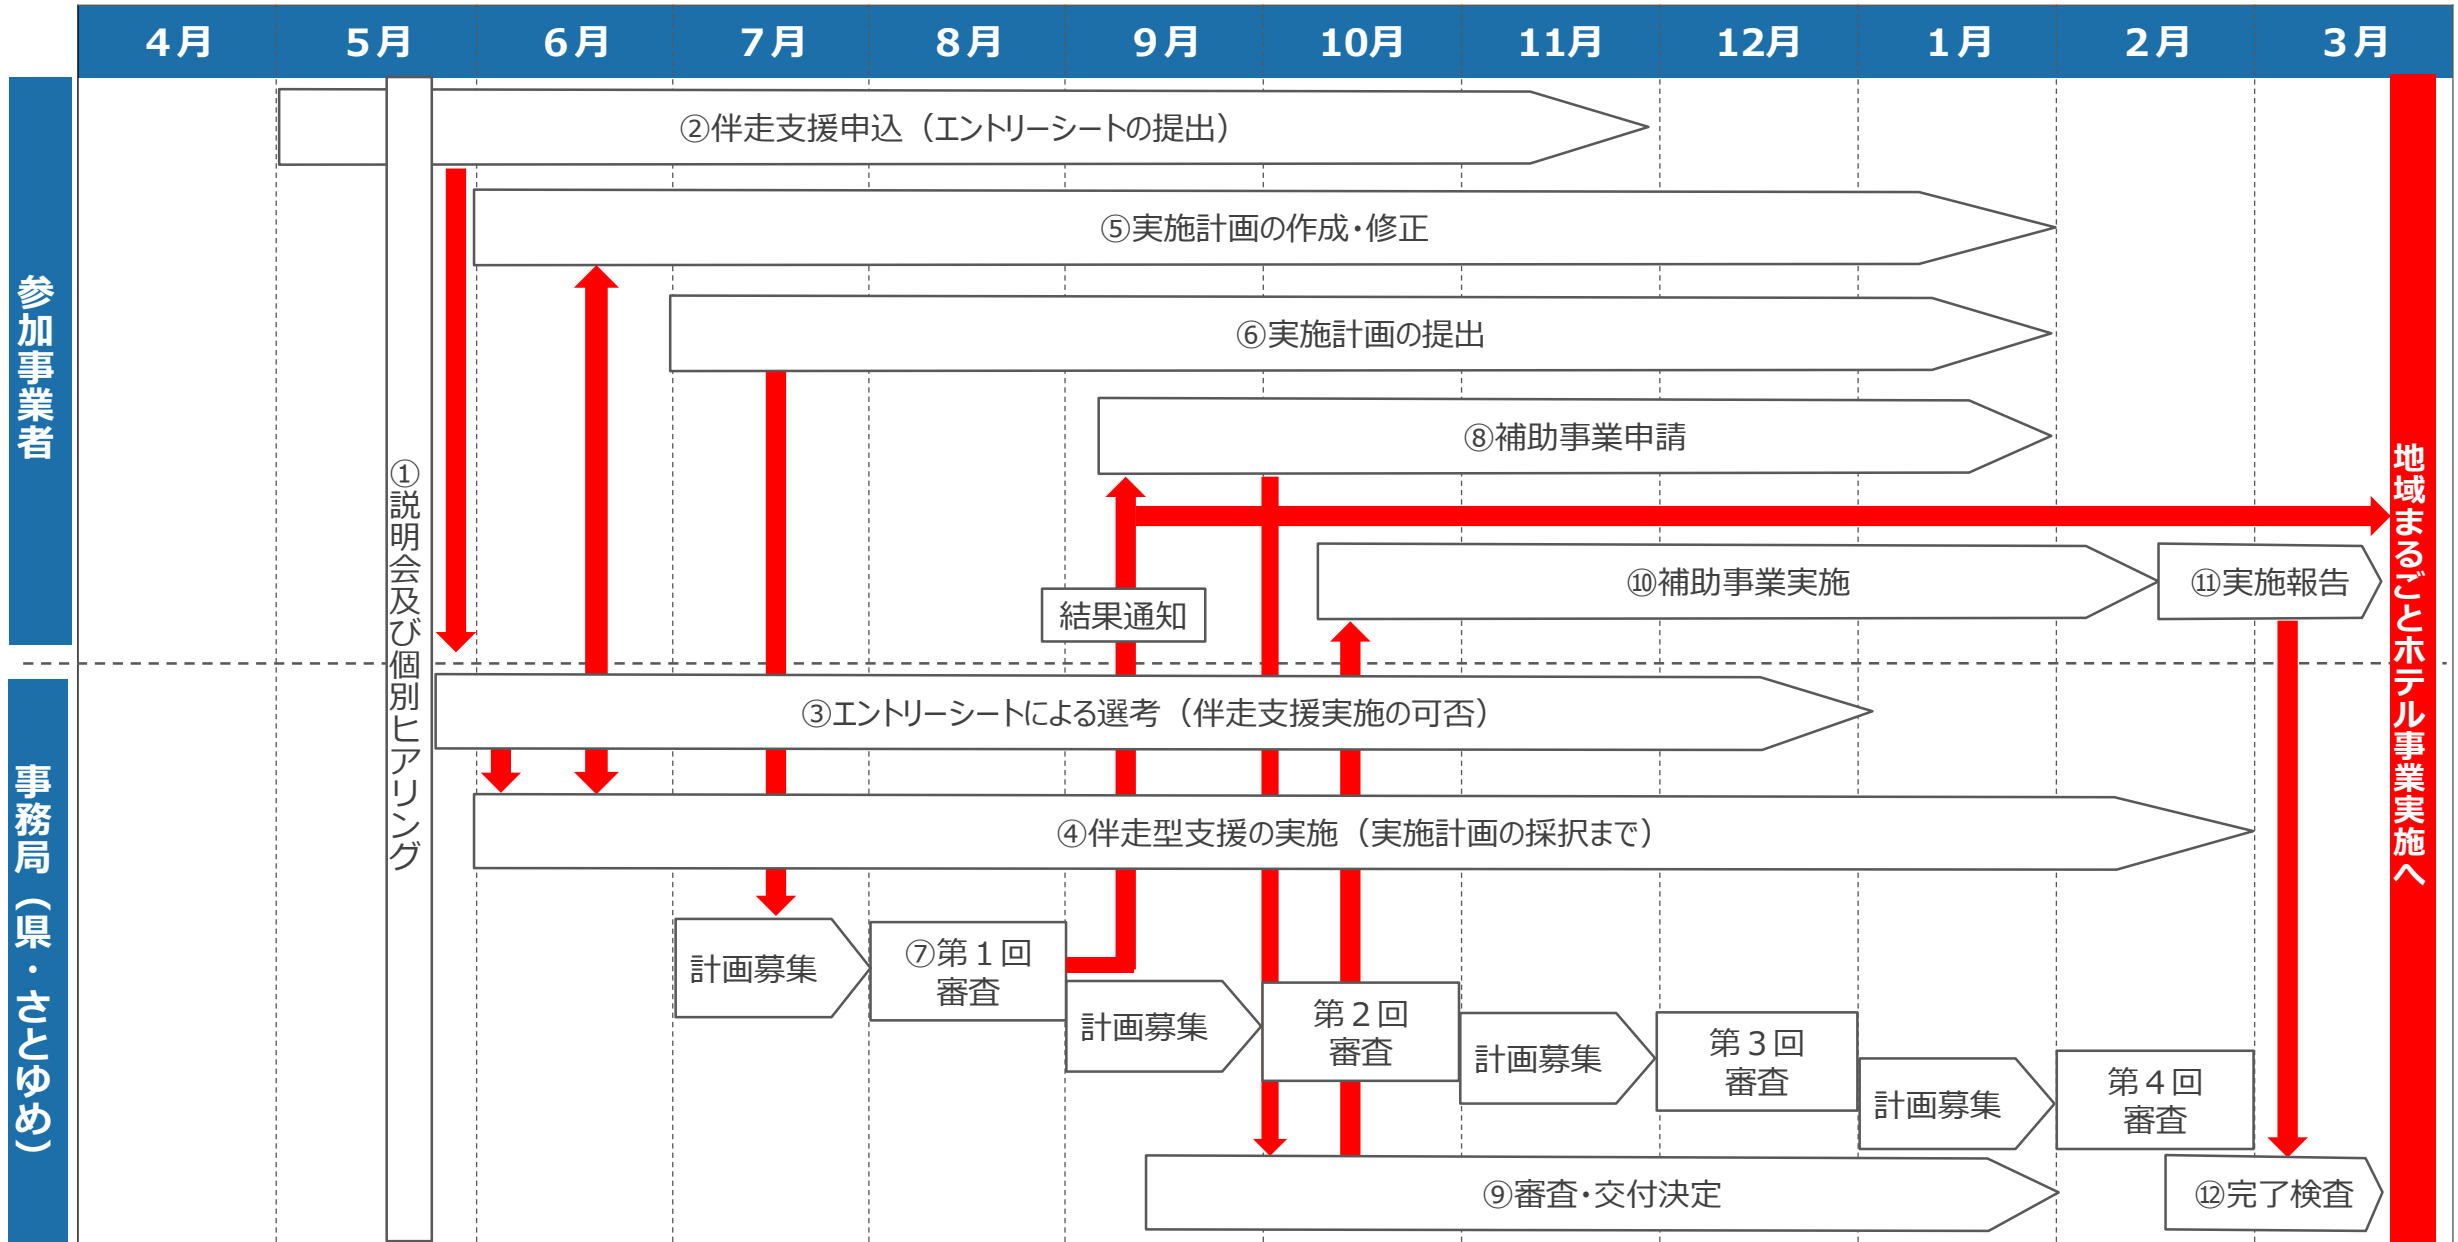 ４月
５月
６月
７月
８月
９月
10月
11月
12月
１月
２月
３月
参加事業者
②伴走支援申込（エントリーシートの提出）
⑤実施計画の作成・修正
⑥実施計画の提出
⑧補助事業申請
①説明会及び個別ヒアリング
結果通知
⑩補助事業実施
⑪実施報告
地域まるごとホテル事業実施へ
事務局（県・さとゆめ）
③エントリーシートによる選考（伴走支援実施の可否）
④伴走型支援の実施（実施計画の採択まで）
計画募集
⑦第１回
審査
計画募集
第２回
審査
計画募集
第３回
審査
計画募集
第４回
審査
⑨審査・交付決定
⑫完了検査